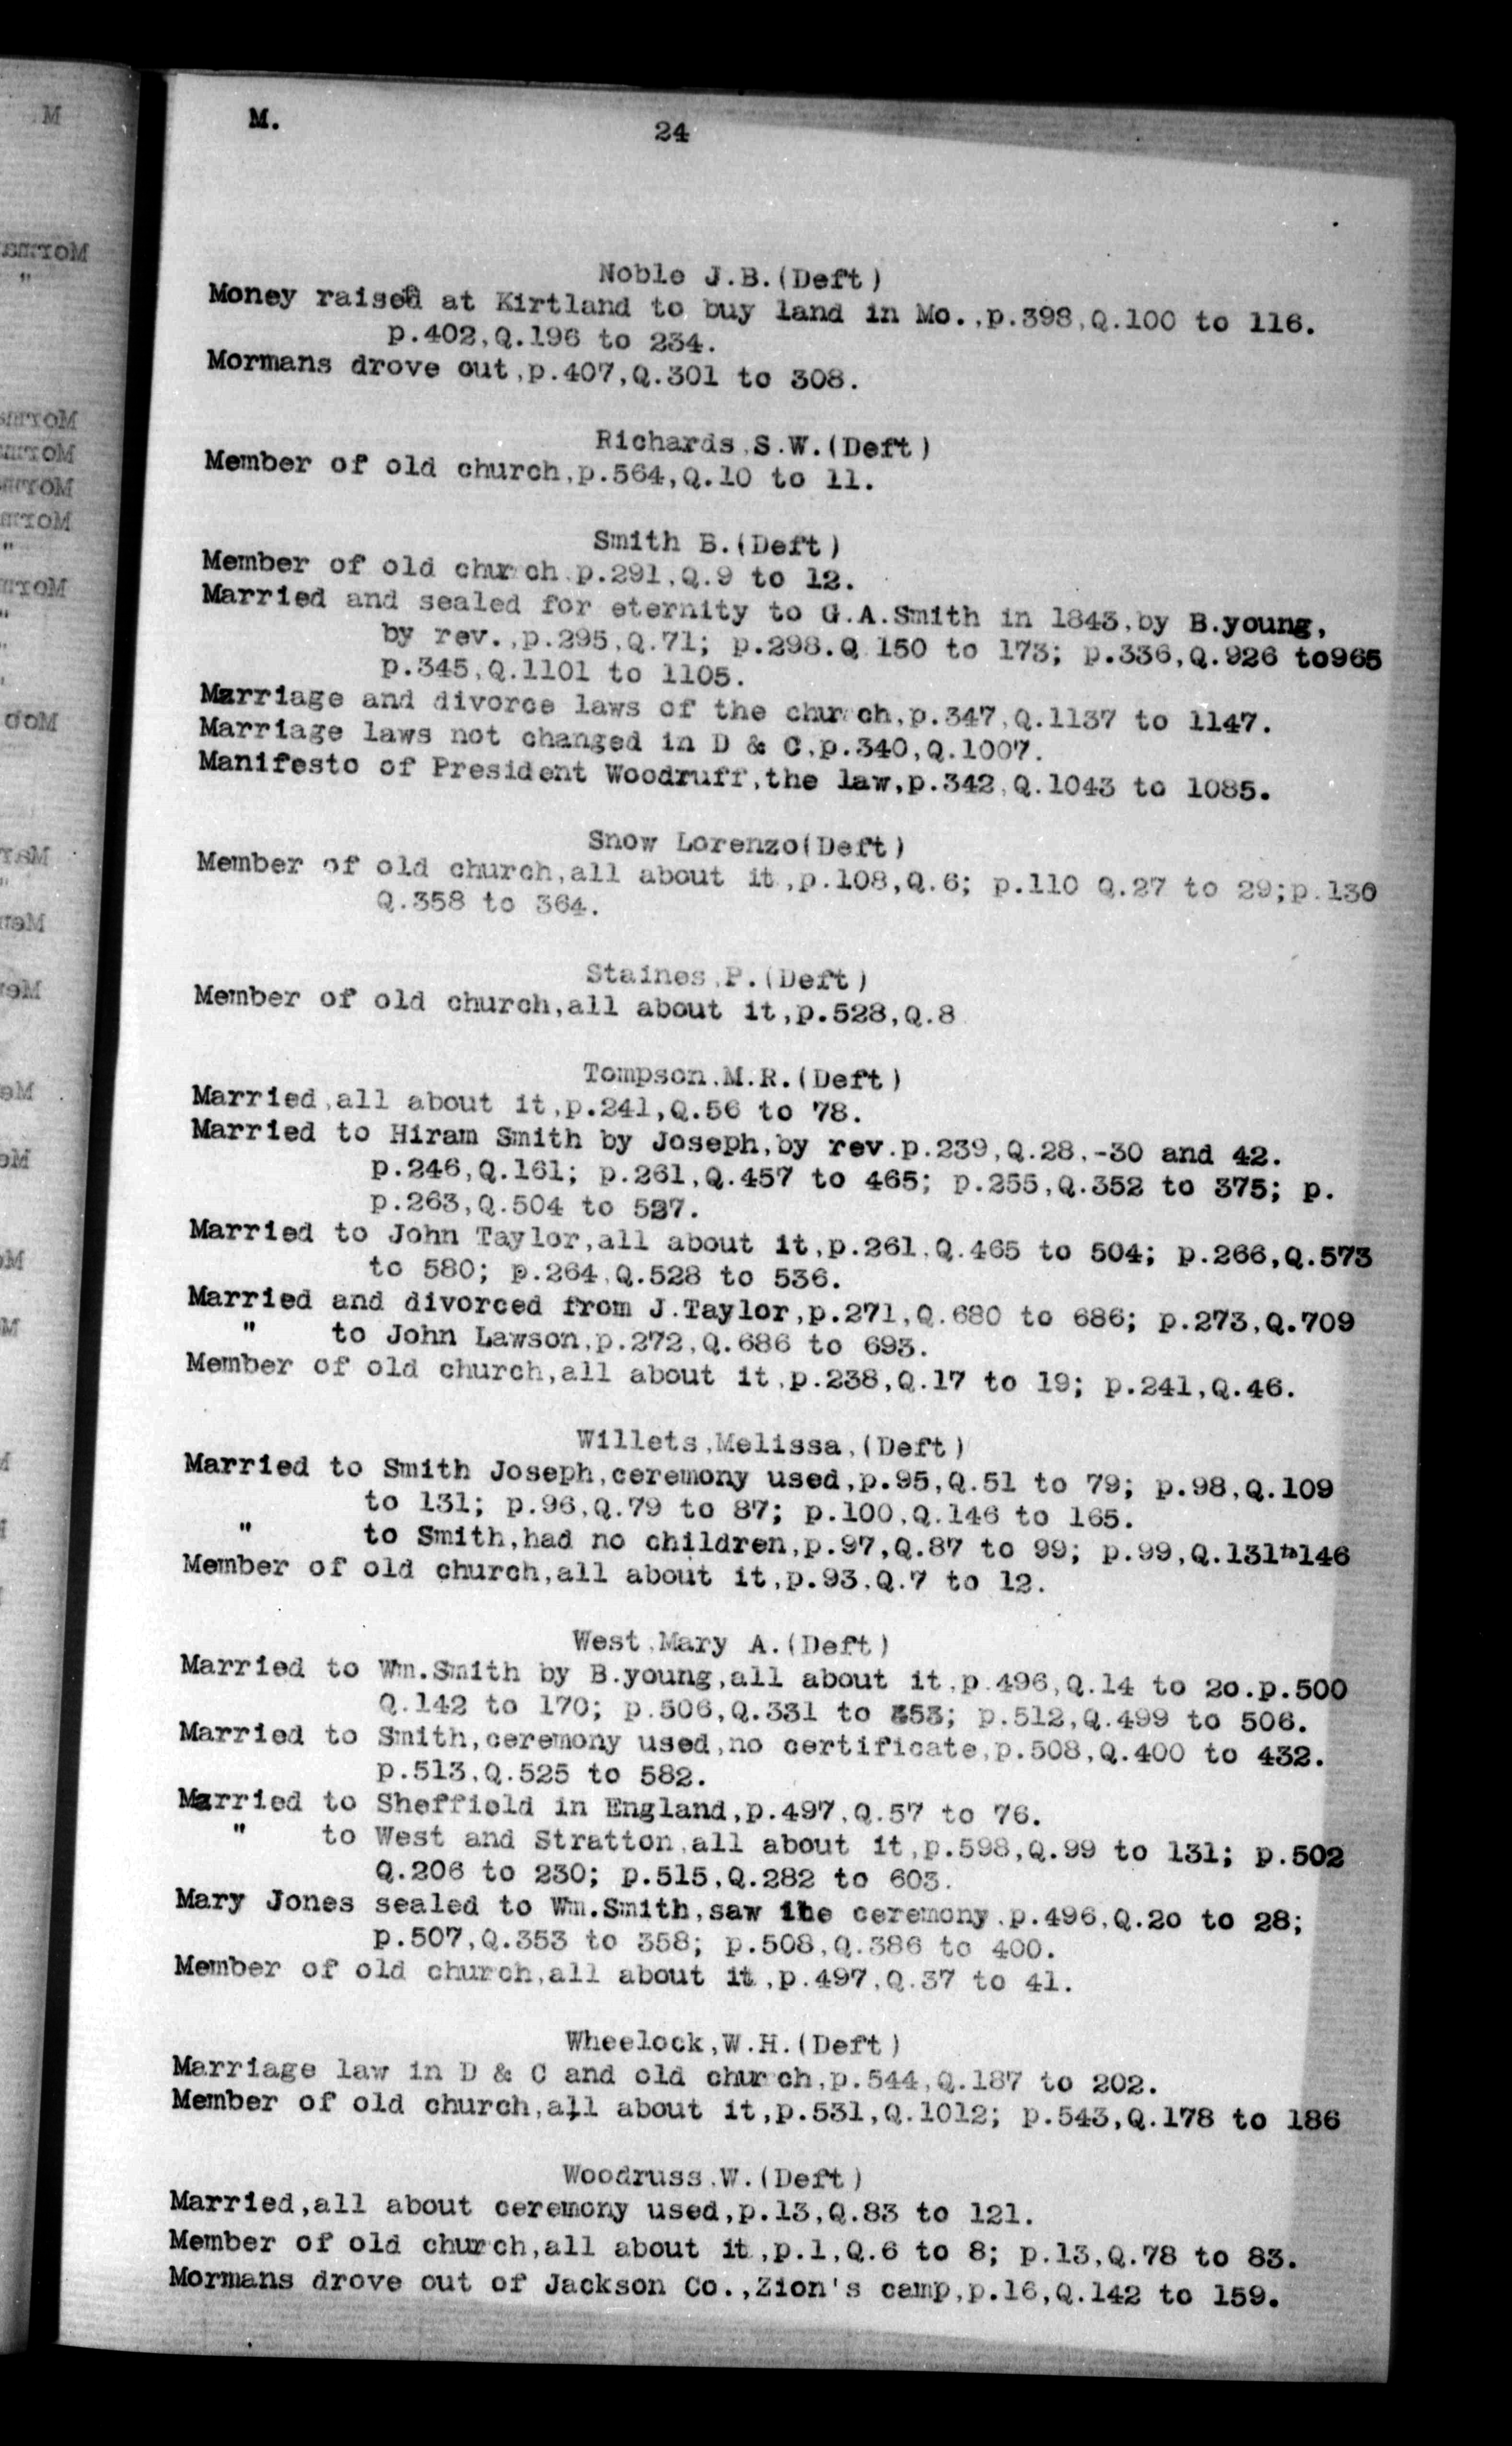 M.
24
Noble J.B.(Deft)
Money raised at Kirtland to buy land in Mo.,p.398,Q.100 to 116.
p.402,Q.196 to 234.
Mormans drove out,p.407,Q.301 to 308.
Richards,S.W.(Deft)
Member of old church,p.564,Q.10 to 11.
Smith B.(Deft)
Member of old church.p.291,Q.9 to 12.
Married and sealed for eternity to G.A.Smith in 1843,by B.young,
by rev.,p.295,Q.71; p.298.Q 150 to 173; p.336,Q.926 to965
p.345,Q.1101 to 1105.
Marriage and divorce laws of the church,p.347,Q.1137 to 1147.
Marriage laws not changed in D & C,p.340,Q.1007.
Manifesto of President Woodruff,the law,p.342,Q.1043 to 1085.
Snow Lorenzo(Deft)
Member of old church,all about it,p.108,Q.6; p.110 Q.27 to 29;p.130
Q.358 to 364.
Staines,P.(Deft)
Member of old church,all about it,p.528,Q.8
Tompson,M.R.(Deft)
Married,all about it,p.241,Q.56 to 78.
Married to Hiram Smith by Joseph,by rev.p.239,Q.28,-30 and 42.
p.246,Q.161; p.261,Q.457 to 465; p.255,Q.352 to 375; p.
p.263,Q.504 to 527.
Married to John Taylor,all about it,p.261,Q.465 to 504; p.266,Q.573
to 580; p.264,Q.528 to 536.
Married and divorced from J.Taylor,p.271,Q.680 to 686; p.273,Q.709
" to John Lawson,p.272,Q.686 to 693.
Member of old church,all about it,p.238,Q.17 to 19; p.241,Q.46.
Willets,Melissa,(Deft)
Married to Smith Joseph,ceremony used,p.95,Q.51 to 79; p.98,Q.109
to 131; p.96,Q.79 to 87; p.100,Q.146 to 165.
" to Smith,had no children,p.97,Q.87 to 99; p.99,Q.131to146
Member of old church,all about it,p.93,Q.7 to 12.
West,Mary A.(Deft)
Married to Wm.Smith by B.young,all about it,p.496,Q.14 to 20.p.500
Q.142 to 170; p.506,Q.331 to 353; p.512,Q.499 to 506.
Married to Smith,ceremony used,no certificate,p.508,Q.400 to 432.
p.513,Q.525 to 582.
Married to Sheffield in England,p.497,Q.57 to 76.
" to West and Stratton,all about it,p.598,Q.99 to 131; p.502
Q.206 to 230; p.515,Q.282 to 603.
Mary Jones sealed to Wm.Smith,saw the ceremony,p.496,Q.20 to 28;
p.507,Q.353 to 358; p.508,Q.386 to 400.
Member of old church,all about it,p.497,Q.37 to 41.
Wheelock,W.H.(Deft)
Marriage law in D & C and old church,p.544,Q.187 to 202.
Member of old church,all about it,p.531,Q.1012; p.543,Q.178 to 186
Woodruss,W.(Deft)
Married,all about ceremony used,p.13,Q.83 to 121.
Member of old church,all about it,p.1,Q.6 to 8; p.13,Q.78 to 83.
Mormans drove out of Jackson Co.,Zion's camp,p.16,Q.142 to 159.